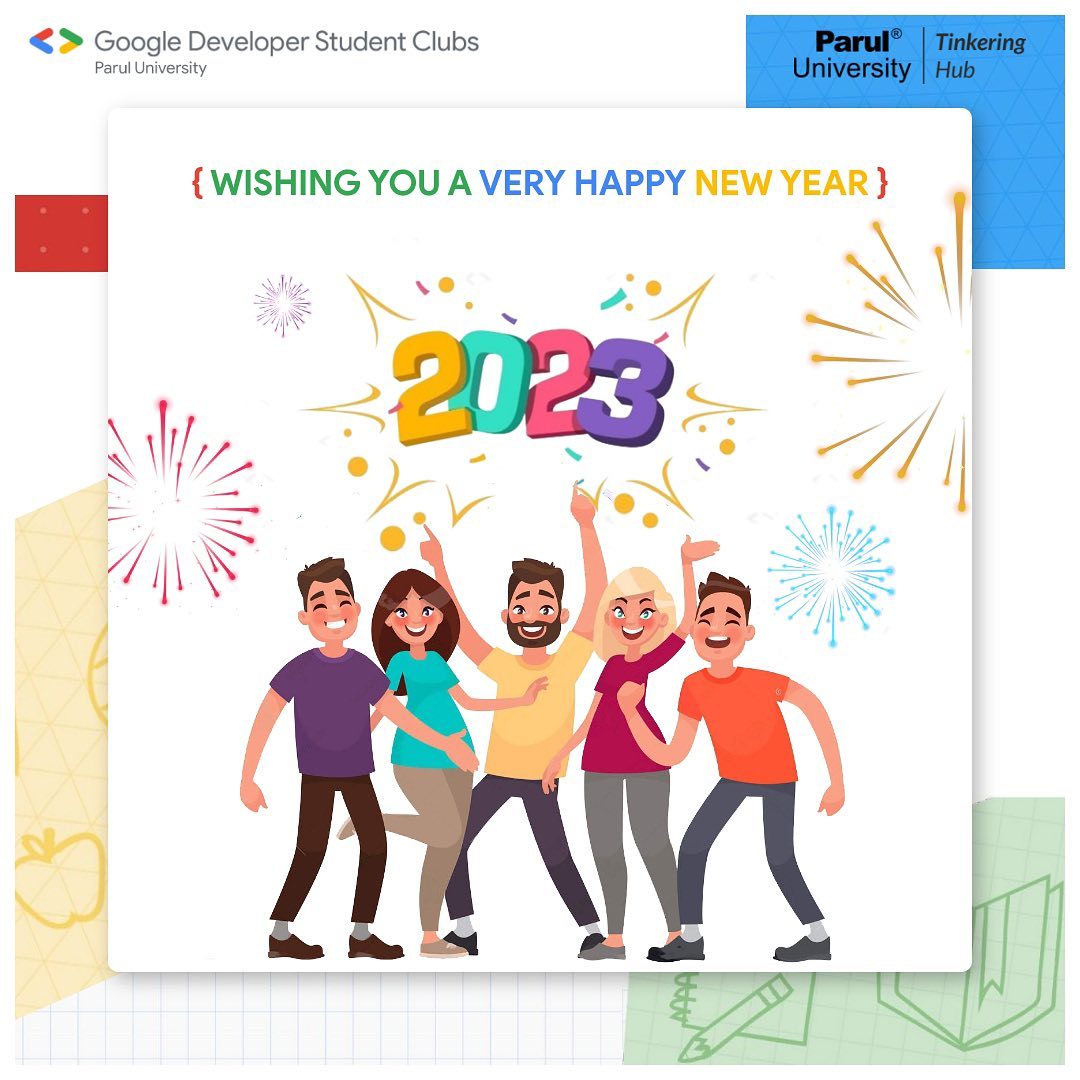 Google Developer Student Clubs
Parul University
Parul® University
Tinkering Hub
{ WISHING YOU A VERY HAPPY NEW YEAR }
2023